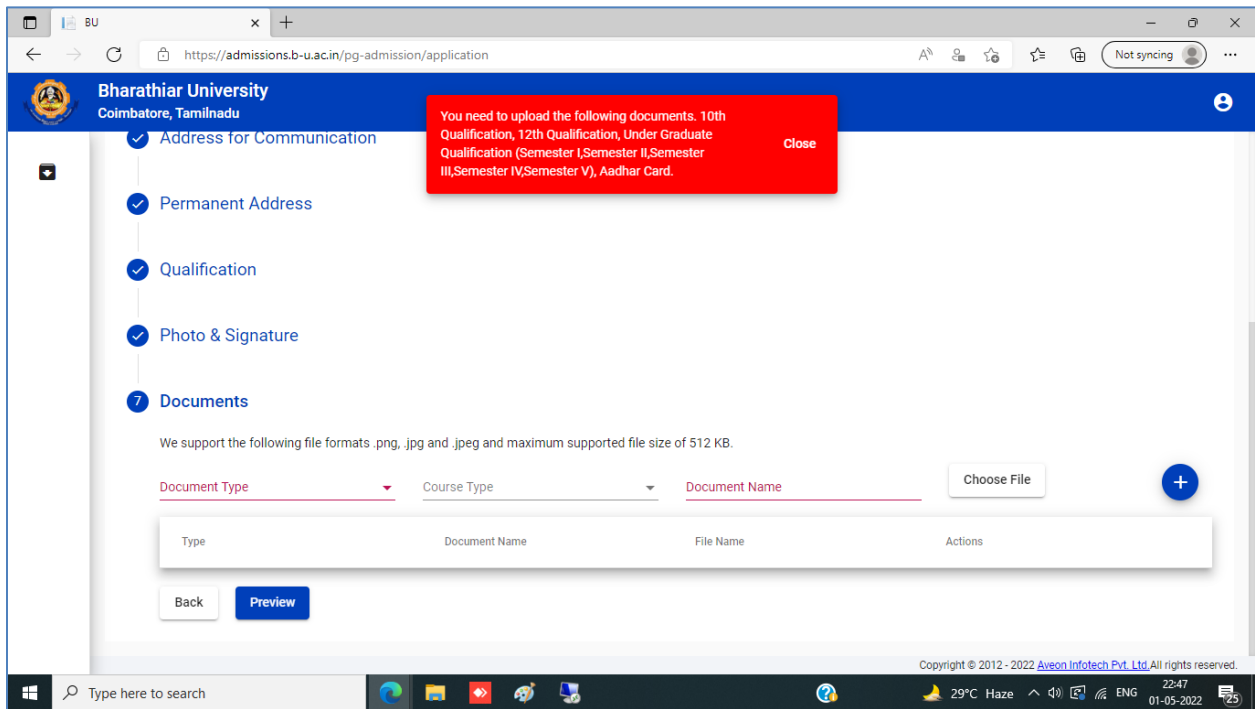 BU
https://admissions.b-u.ac.in/pg-admission/application
Not syncing
Bharathiar University
Coimbatore, Tamilnadu
You need to upload the following documents. 10th
Qualification, 12th Qualification, Under Graduate
Qualification (Semester I,Semester II,Semester
III,Semester IV,Semester V), Aadhar Card.
Close
Address for Communication
Permanent Address
Qualification
Photo & Signature
7 Documents
We support the following file formats .png, .jpg and .jpeg and maximum supported file size of 512 KB.
Document Type Course Type Document Name Choose File +
Type Document Name File Name Actions
Back Preview
Copyright © 2012 - 2022 Aveon Infotech Pvt. Ltd.All rights reserved.
Type here to search
29°C Haze
ENG
22:47
01-05-2022
25